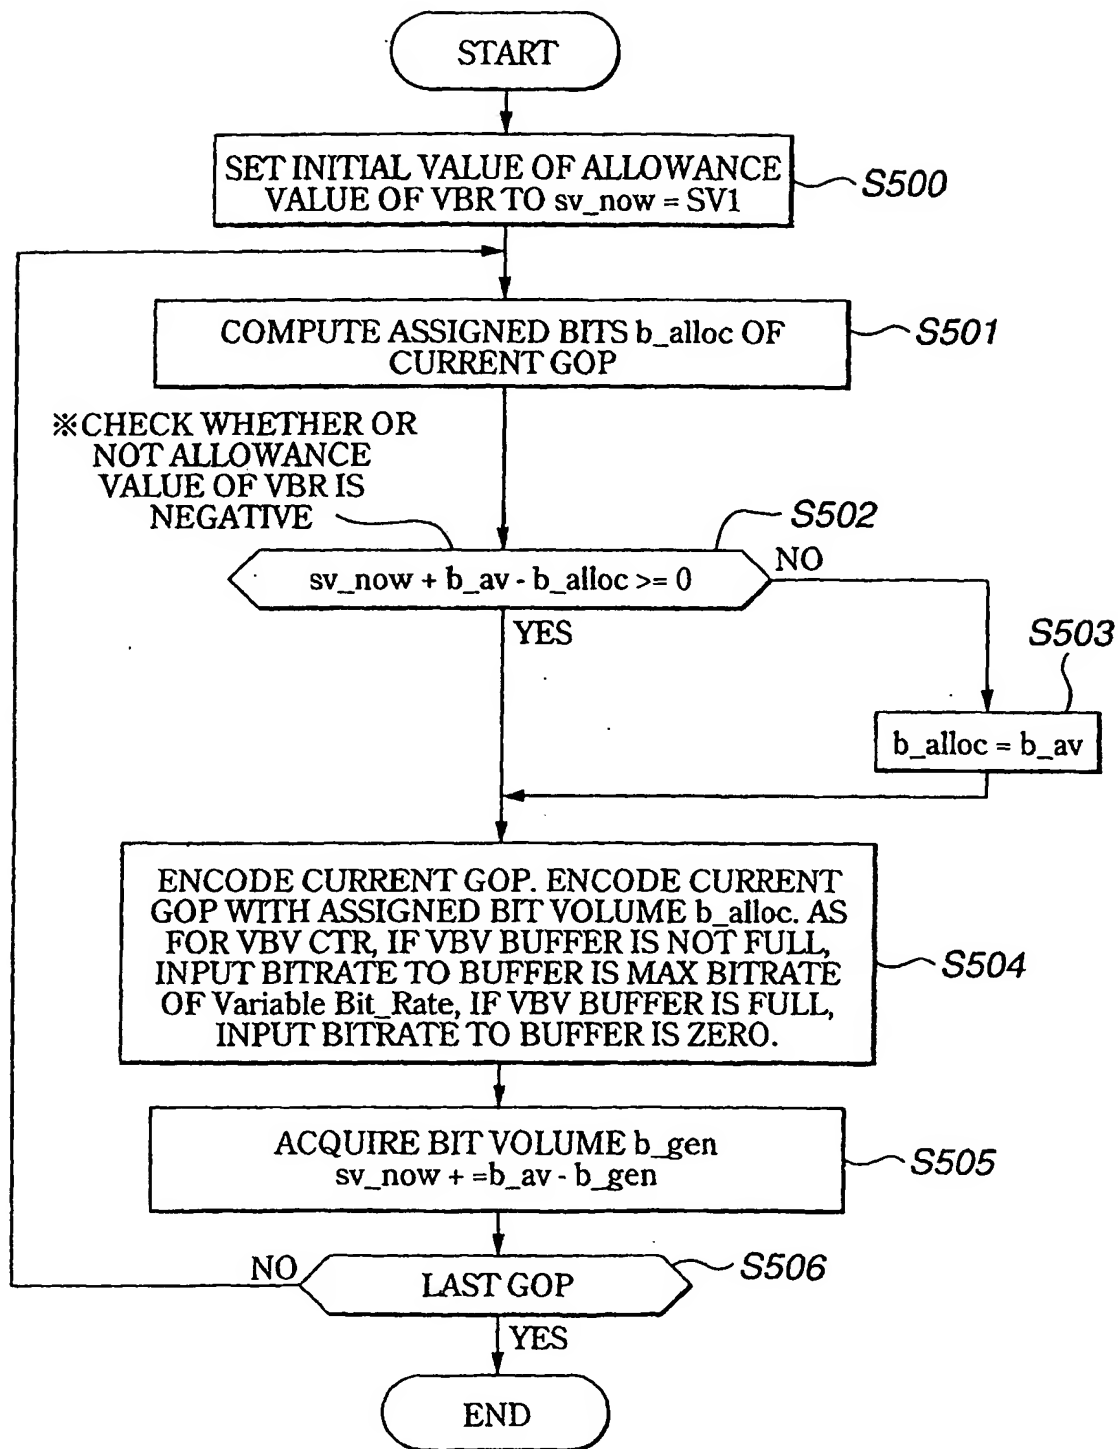 START
SET INITIAL VALUE OF ALLOWANCE
VALUE OF VBR TO sv_now = SV1
S500
COMPUTE ASSIGNED BITS b_alloc OF
CURRENT GOP
S501
※CHECK WHETHER OR
NOT ALLOWANCE
VALUE OF VBR IS
NEGATIVE
S502
sv_now + b_av - b_alloc >= 0
NO
YES
S503
b_alloc = b_av
ENCODE CURRENT GOP. ENCODE CURRENT
GOP WITH ASSIGNED BIT VOLUME b_alloc. AS
FOR VBV CTR, IF VBV BUFFER IS NOT FULL,
INPUT BITRATE TO BUFFER IS MAX BITRATE
OF Variable Bit_Rate, IF VBV BUFFER IS FULL,
INPUT BITRATE TO BUFFER IS ZERO.
S504
ACQUIRE BIT VOLUME b_gen
sv_now + =b_av - b_gen
S505
NO
LAST GOP
S506
YES
END